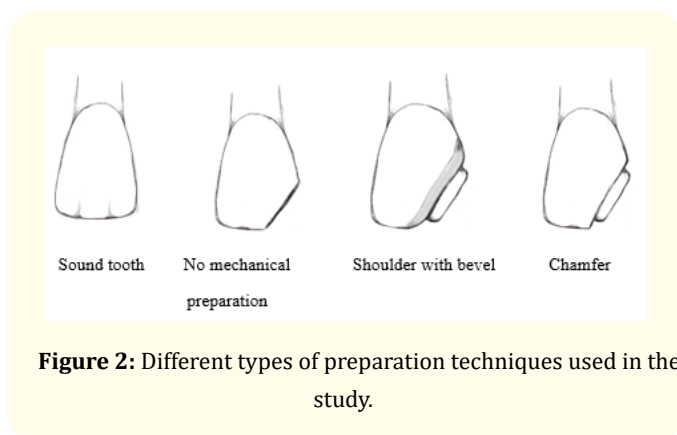 Sound tooth No mechanical Shoulder with bevel Chamfer
preparation
Figure 2: Different types of preparation techniques used in the
study.